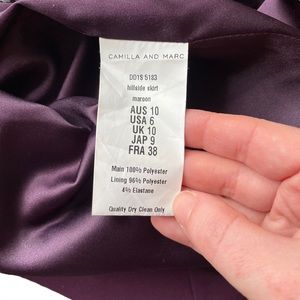 CAMILLA AND MARC
DD1S 5183
hillside skirt
maroon
AUS 10
USA 6
UK 10
JAP 9
FRA 38
Main 100% Polyester
Lining 96% Polyester
4% Elastane
Quality Dry Clean Only